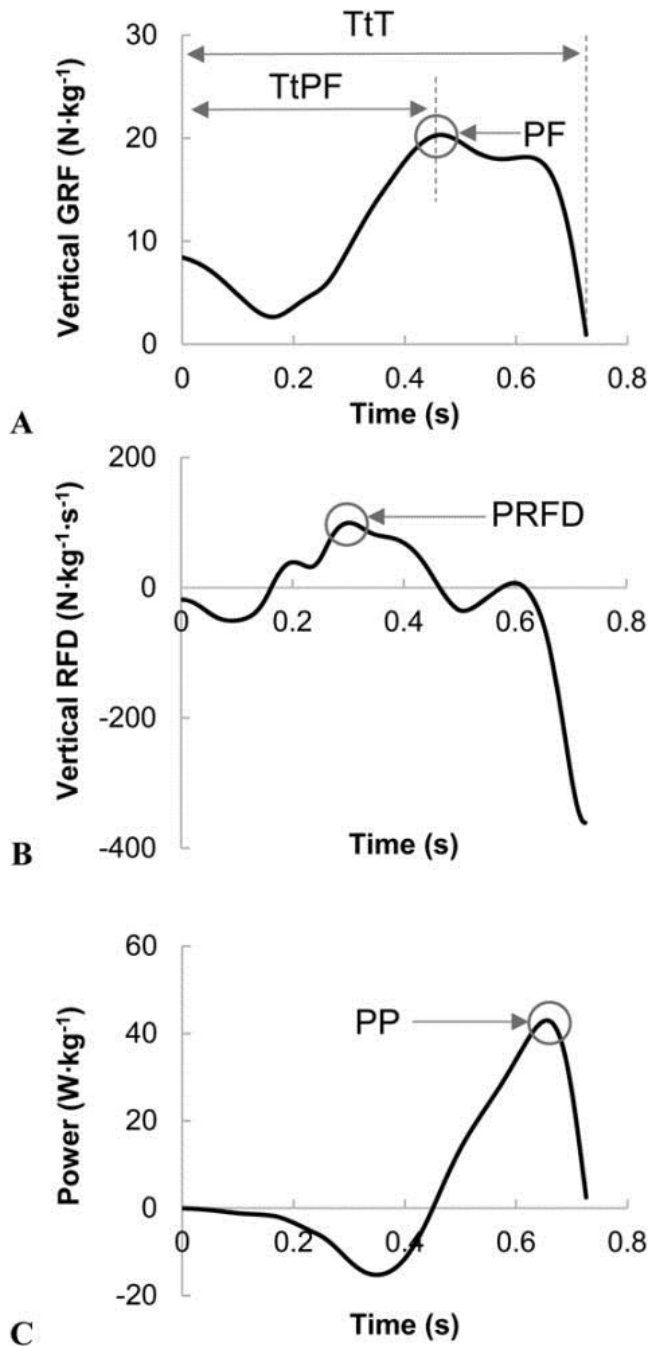 TtT
TtPF
PF
Vertical GRF (N·kg⁻¹)
30
20
10
0
0 0.2 0.4 0.6 0.8
Time (s)
A
PRFD
Vertical RFD (N·kg⁻¹·s⁻¹)
200
0
-200
-400
0 0.2 0.4 0.6 0.8
Time (s)
B
PP
Power (W·kg⁻¹)
60
40
20
0
-20
0 0.2 0.4 0.6 0.8
Time (s)
C